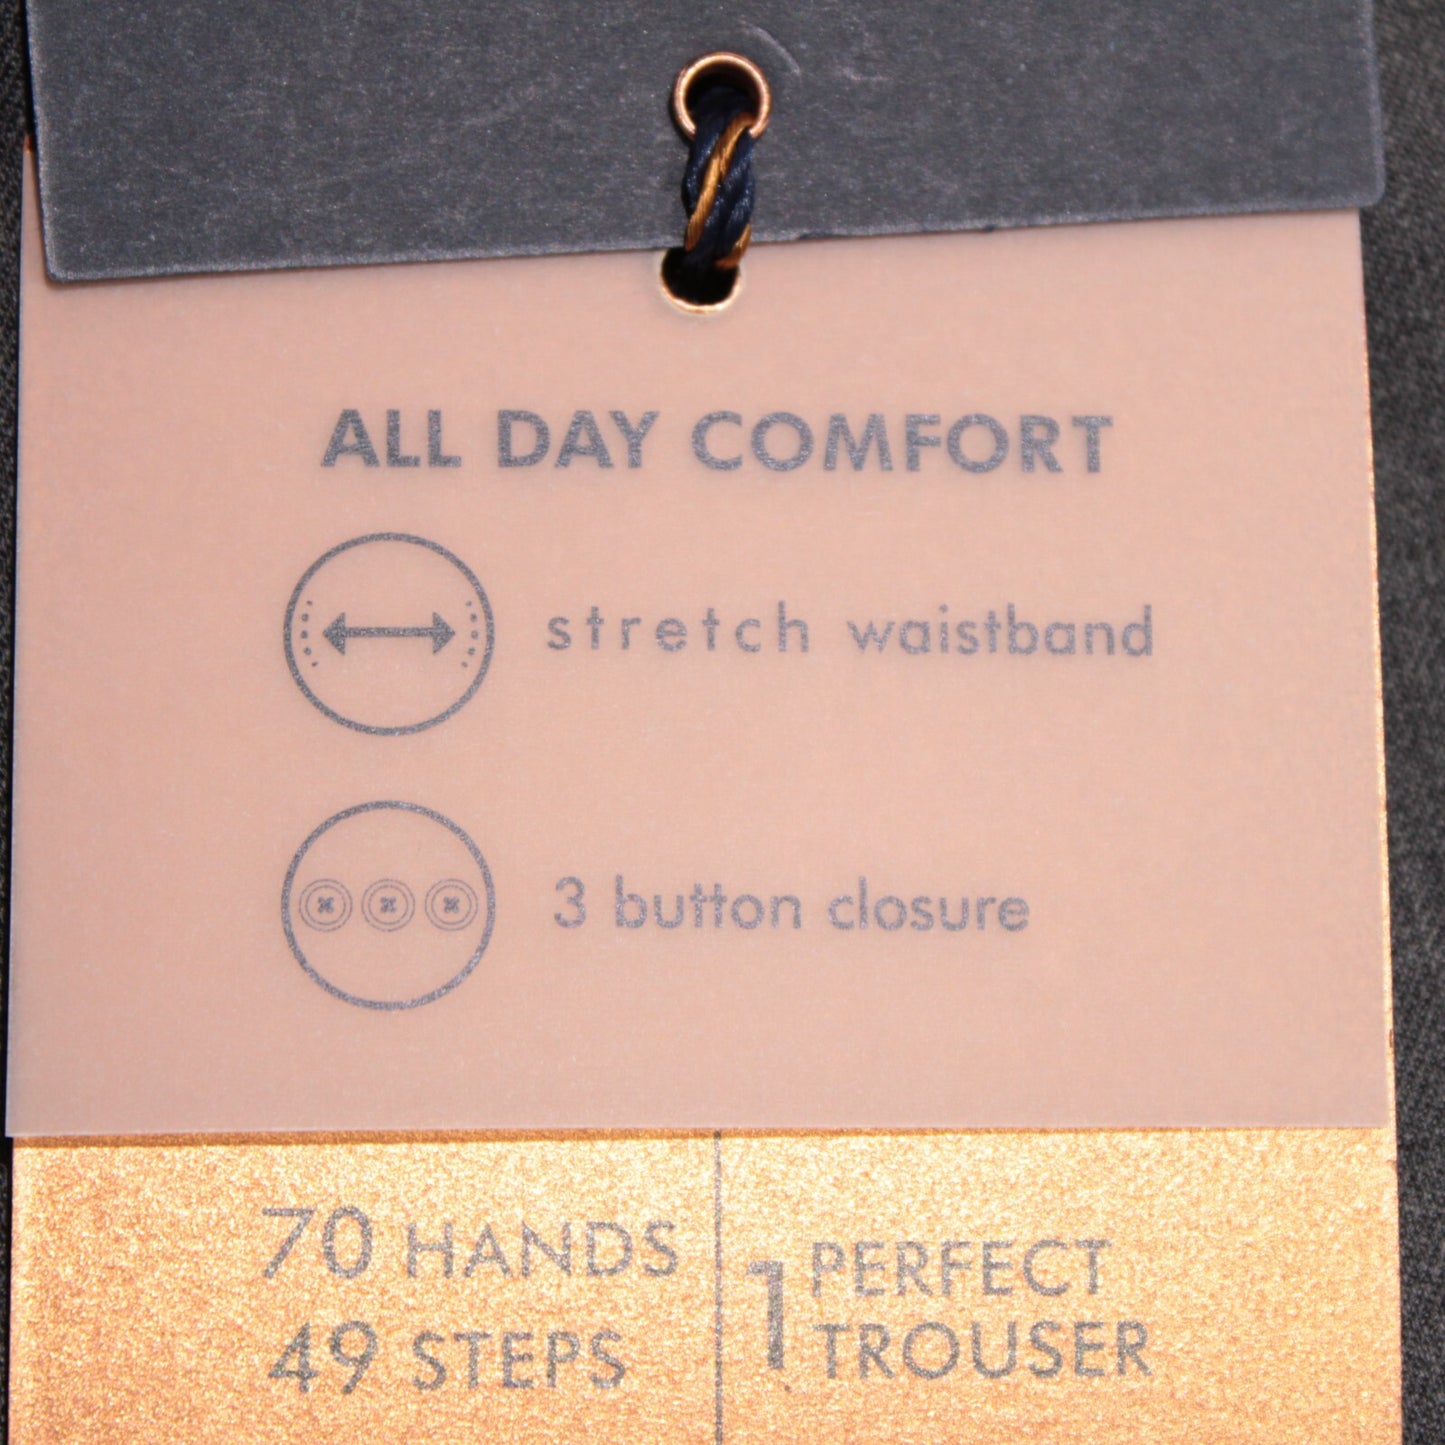 ALL DAY COMFORT
stretch waistband
3 button closure
70 HANDS
49 STEPS
1 PERFECT
TROUSER